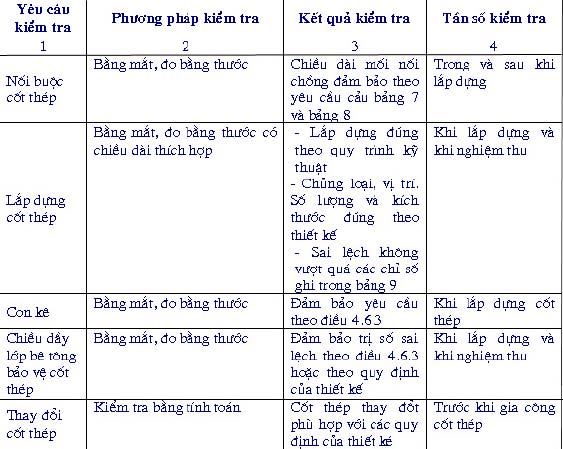 Yêu cầu
kiểm tra
Phương pháp kiểm tra
Kết quả kiểm tra
Tần số kiểm tra
1
2
3
4
Nối buộc
cốt thép
Bằng mắt, đo bằng thước
Chiều dài mối nối
chồng đảm bảo theo
yêu cầu cảu bảng 7
và bảng 8
Trong và sau khi
lắp dựng
Lắp dựng
cốt thép
Bằng mắt, đo bằng thước có
chiều dài thích hợp
- Lắp dựng đúng
theo quy trình kỹ
thuật
- Chủng loại, vị trí.
Số lượng và kích
thước đúng theo
thiết kế
- Sai lệch không
vượt quá các chỉ số
ghi trong bảng 9
Khi lắp dựng và
khi nghiệm thu
Con kê
Bằng mắt, đo bằng thước
Đảm bảo yêu cầu
theo điều 4.6.3
Khi lắp dựng cốt
thép
Chiều dầy
lớp bê tông
bảo vệ cốt
thép
Bằng mắt, đo bằng thước
Đảm bảo trị số sai
lệch theo điều 4.6.3
hoặc theo quy định
của thiết kế
Khi lắp dựng và
khi nghiệm thu
Thay đổi
cốt thép
Kiểm tra bằng tính toán
Cốt thép thay đổt
phù hợp với các quy
định của thiết ké
Trước khi gia công
cốt thép